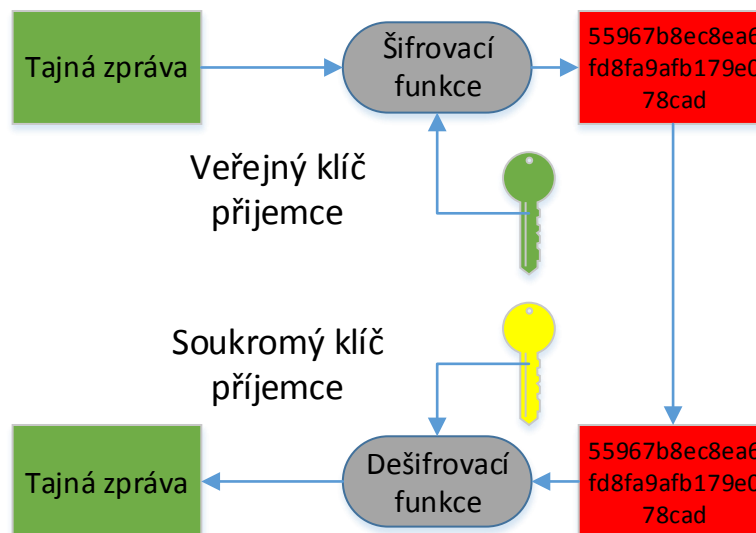 Tajná zpráva
Šifrovací
funkce
55967b8ec8ea6
fd8fa9afb179e0
78cad
Veřejný klíč
přijemce
Soukromý klíč
příjemce
Tajná zpráva
Dešifrovací
funkce
55967b8ec8ea6
fd8fa9afb179e0
78cad